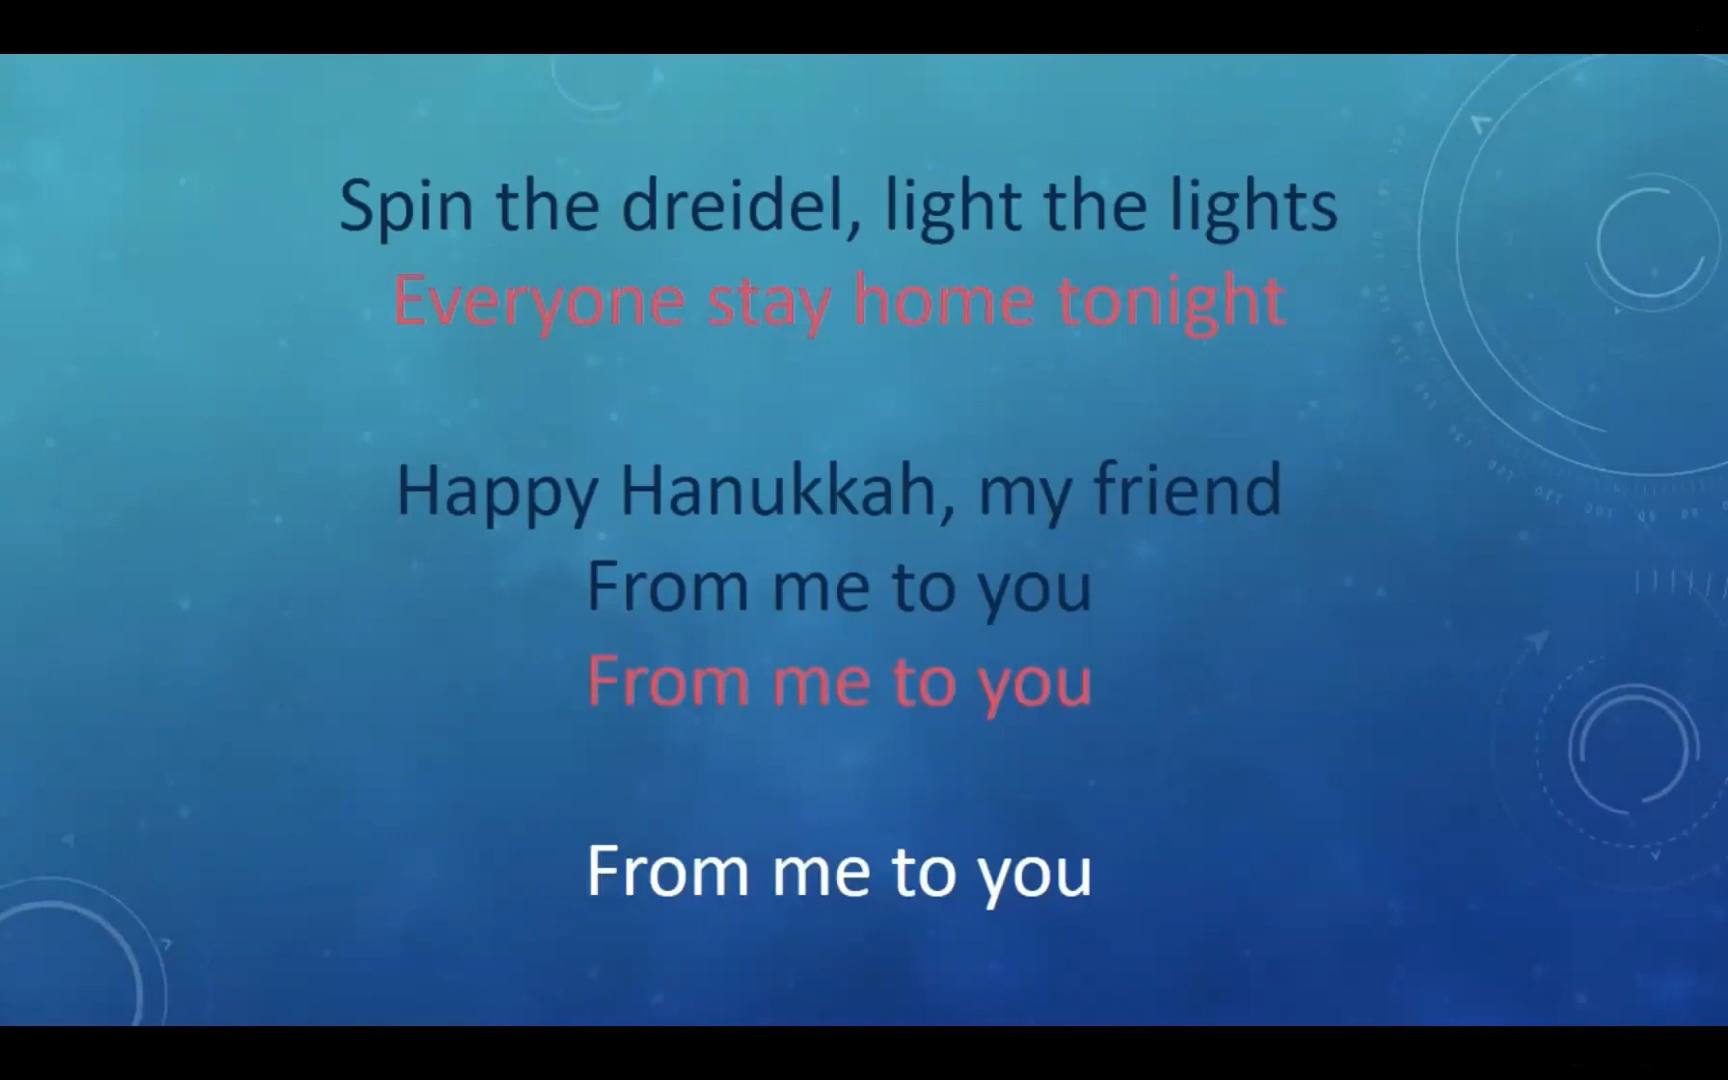 Spin the dreidel, light the lights
Everyone stay home tonight
Happy Hanukkah, my friend
From me to you
From me to you
From me to you